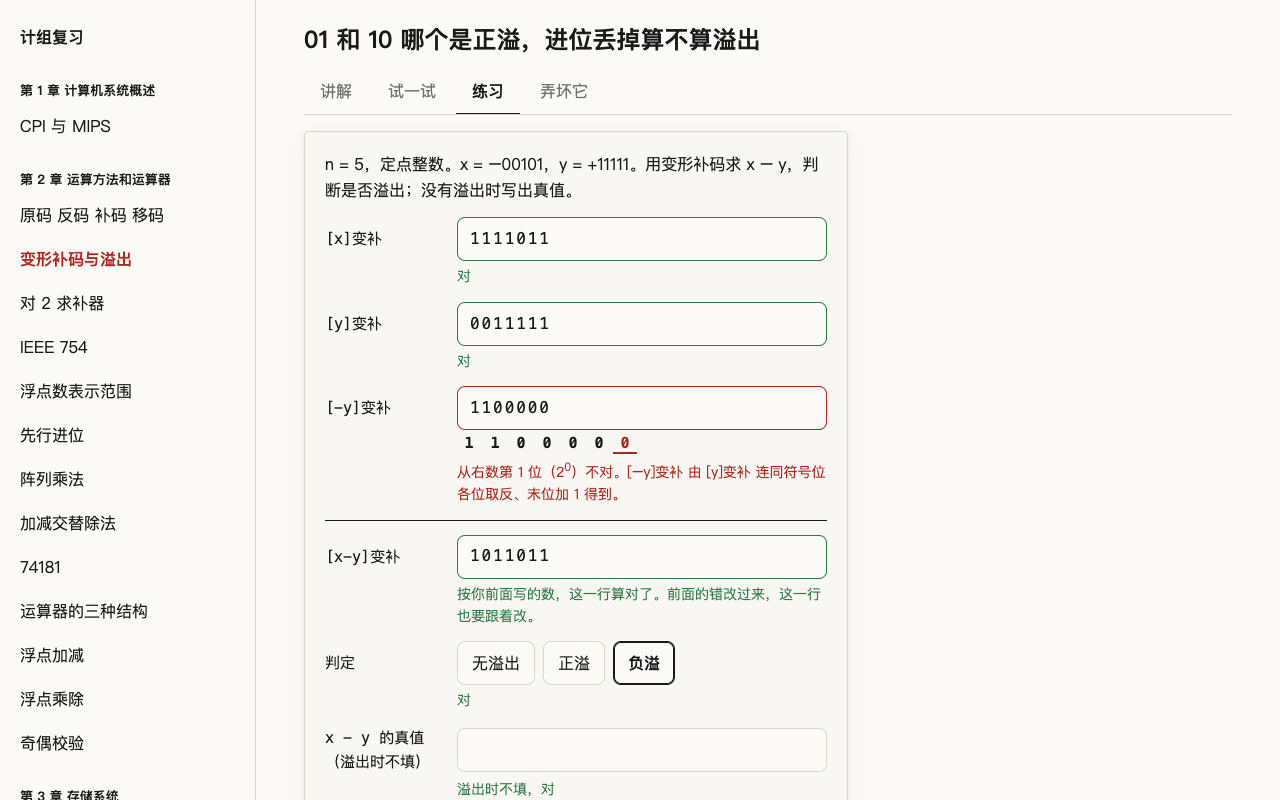 计组复习
第 1 章 计算机系统概述
CPI 与 MIPS
第 2 章 运算方法和运算器
原码 反码 补码 移码
变形补码与溢出
对 2 求补器
IEEE 754
浮点数表示范围
先行进位
阵列乘法
加减交替除法
74181
运算器的三种结构
浮点加减
浮点乘除
奇偶校验
第 3 章 存储系统
01 和 10 哪个是正溢，进位丢掉算不算溢出
讲解 试一试 练习 弄坏它
n = 5，定点整数。x = −00101，y = +11111。用变形补码求 x − y，判
断是否溢出；没有溢出时写出真值。
[x]变补 1111011
对
[y]变补 0011111
对
[−y]变补 1100000
1 1 0 0 0 0 0
从右数第 1 位（2⁰）不对。[−y]变补 由 [y]变补 连同符号位
各位取反、末位加 1 得到。
[x−y]变补 1011011
按你前面写的数，这一行算对了。前面的错改过来，这一行
也要跟着改。
判定 无溢出 正溢 负溢
对
x − y 的真值
（溢出时不填）
溢出时不填，对